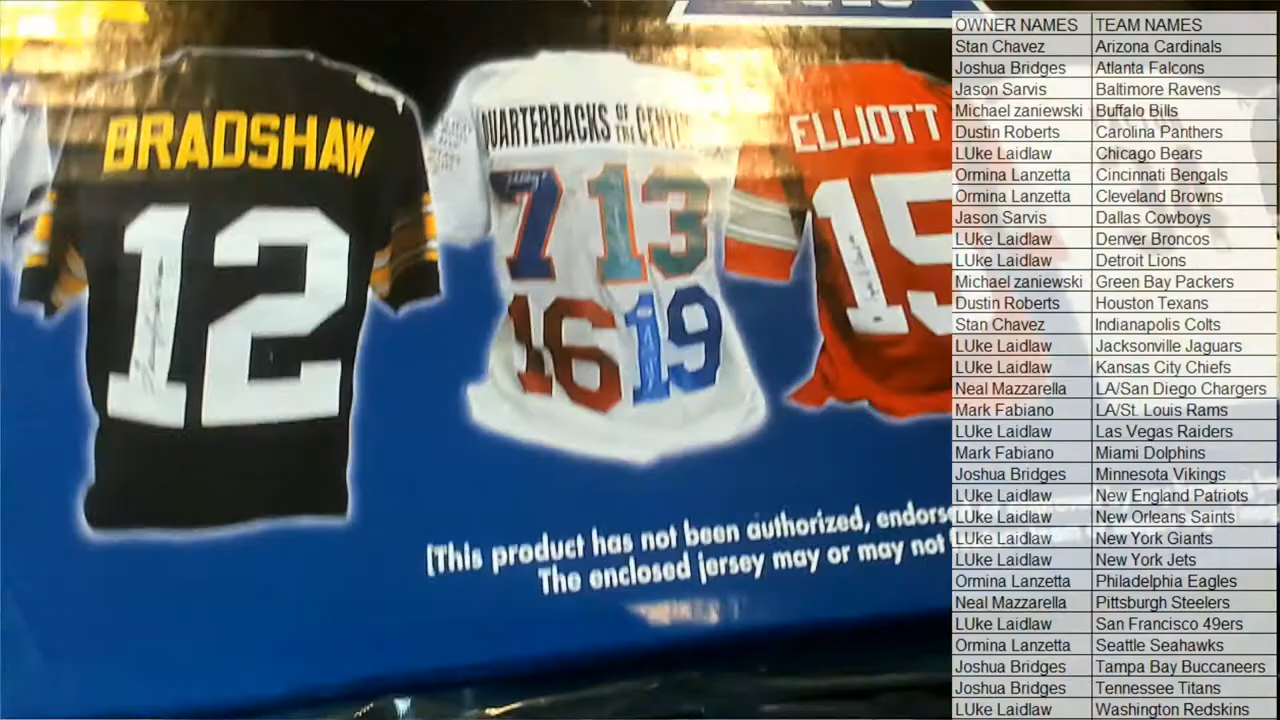 BRADSHAW
12
QUARTERBACKS OF THE CENTURY
7 13
16 19
ELLIOTT
15
[This product has not been authorized, endors
The enclosed jersey may or may not
OWNER NAMES TEAM NAMES
Stan Chavez Arizona Cardinals
Joshua Bridges Atlanta Falcons
Jason Sarvis Baltimore Ravens
Michael zaniewski Buffalo Bills
Dustin Roberts Carolina Panthers
LUke Laidlaw Chicago Bears
Ormina Lanzetta Cincinnati Bengals
Ormina Lanzetta Cleveland Browns
Jason Sarvis Dallas Cowboys
LUke Laidlaw Denver Broncos
LUke Laidlaw Detroit Lions
Michael zaniewski Green Bay Packers
Dustin Roberts Houston Texans
Stan Chavez Indianapolis Colts
LUke Laidlaw Jacksonville Jaguars
LUke Laidlaw Kansas City Chiefs
Neal Mazzarella LA/San Diego Chargers
Mark Fabiano LA/St. Louis Rams
LUke Laidlaw Las Vegas Raiders
Mark Fabiano Miami Dolphins
Joshua Bridges Minnesota Vikings
LUke Laidlaw New England Patriots
LUke Laidlaw New Orleans Saints
LUke Laidlaw New York Giants
LUke Laidlaw New York Jets
Ormina Lanzetta Philadelphia Eagles
Neal Mazzarella Pittsburgh Steelers
LUke Laidlaw San Francisco 49ers
Ormina Lanzetta Seattle Seahawks
Joshua Bridges Tampa Bay Buccaneers
Joshua Bridges Tennessee Titans
LUke Laidlaw Washington Redskins